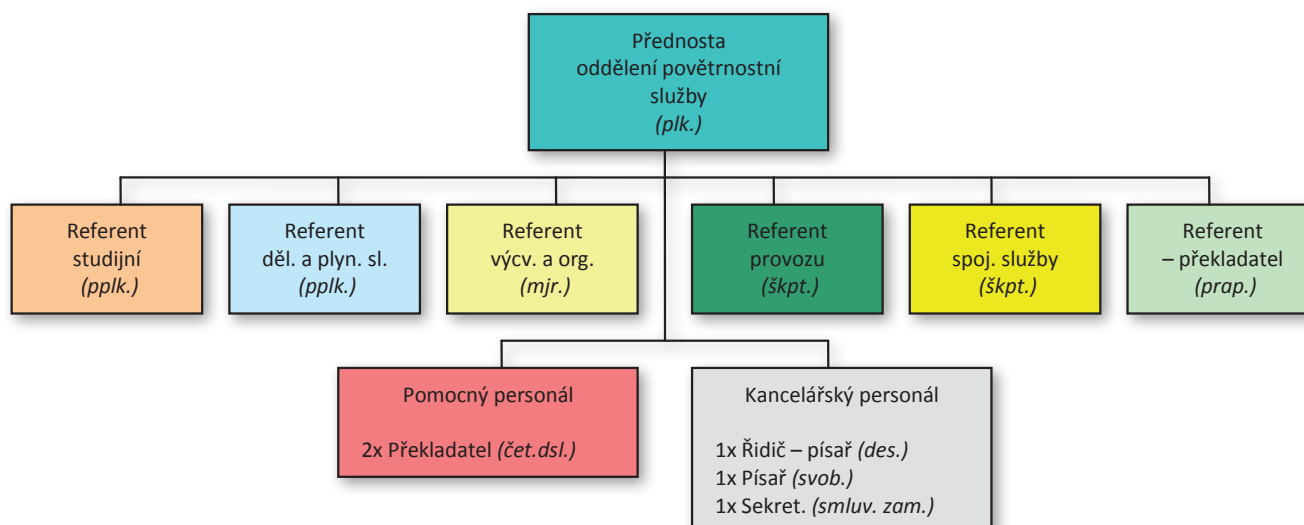 Přednosta
oddělení povětrnostní
služby
(plk.)
Referent
studijní
(pplk.)
Referent
děl. a plyn. sl.
(pplk.)
Referent
výcv. a org.
(mjr.)
Referent
provozu
(škpt.)
Referent
spoj. služby
(škpt.)
Referent
– překladatel
(prap.)
Pomocný personál
2x Překladatel (čet.dsl.)
Kancelářský personál
1x Řidič – písař (des.)
1x Písař (svob.)
1x Sekret. (smluv. zam.)